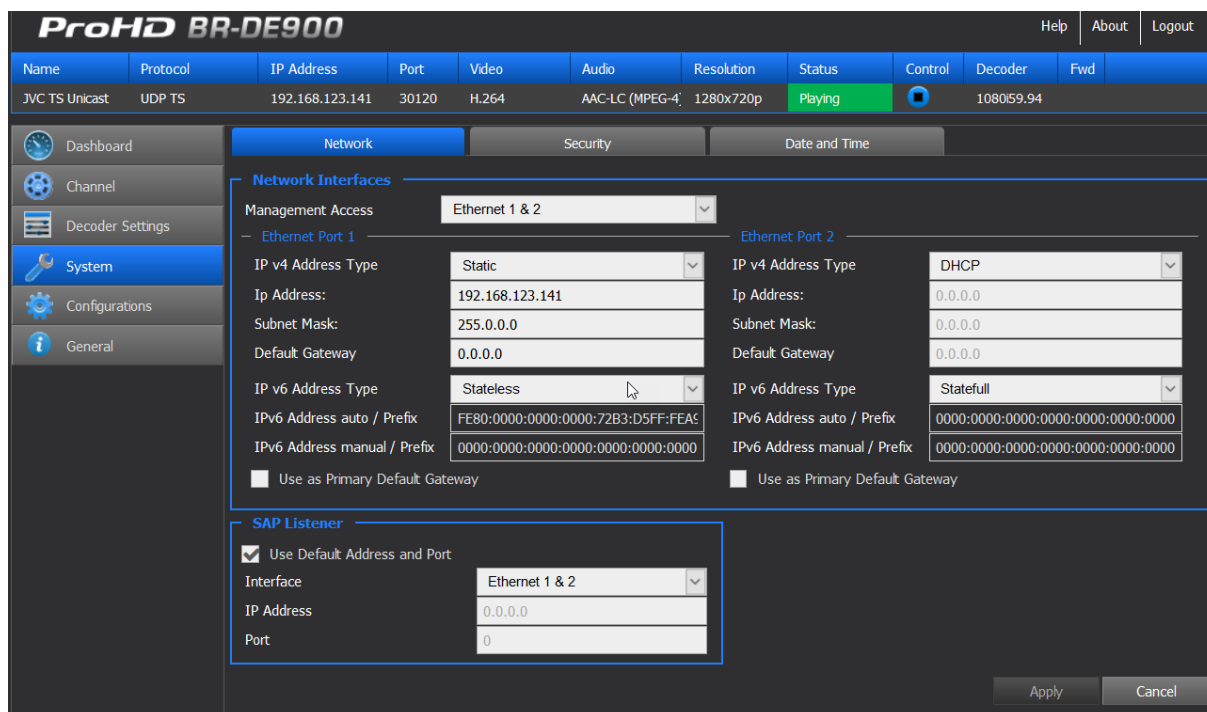 ProHD BR-DE900
Help About Logout
Name Protocol IP Address Port Video Audio Resolution Status Control Decoder Fwd
JVC TS Unicast UDP TS 192.168.123.141 30120 H.264 AAC-LC (MPEG-4) 1280x720p Playing 1080i59.94
Dashboard
Channel
Decoder Settings
System
Configurations
General
Network Security Date and Time
Network Interfaces
Management Access Ethernet 1 & 2
Ethernet Port 1 Ethernet Port 2
IP v4 Address Type Static IP v4 Address Type DHCP
Ip Address: 192.168.123.141 Ip Address: 0.0.0.0
Subnet Mask: 255.0.0.0 Subnet Mask: 0.0.0.0
Default Gateway 0.0.0.0 Default Gateway 0.0.0.0
IP v6 Address Type Stateless IP v6 Address Type Statefull
IPv6 Address auto / Prefix FE80:0000:0000:0000:72B3:D5FF:FEA9 IPv6 Address auto / Prefix 0000:0000:0000:0000:0000:0000
IPv6 Address manual / Prefix 0000:0000:0000:0000:0000:0000 IPv6 Address manual / Prefix 0000:0000:0000:0000:0000:0000
Use as Primary Default Gateway Use as Primary Default Gateway
SAP Listener
Use Default Address and Port
Interface Ethernet 1 & 2
IP Address 0.0.0.0
Port 0
Apply Cancel